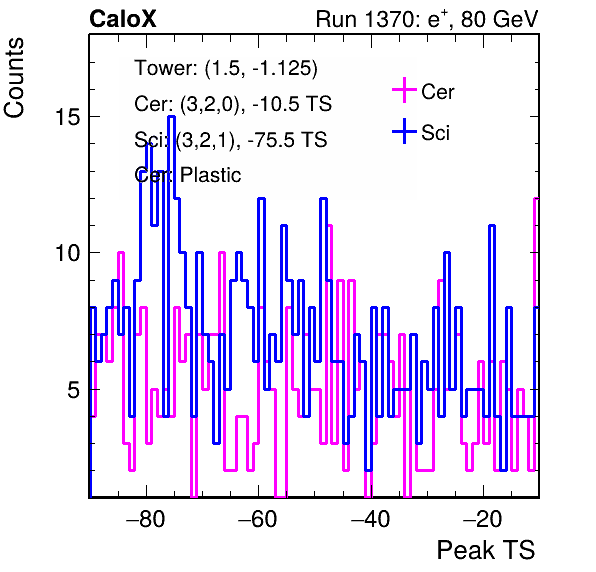 CaloX Run 1370: e⁺, 80 GeV
Counts
Tower: (1.5, -1.125)
Cer: (3,2,0), -10.5 TS
Sci: (3,2,1), -75.5 TS
Cer: Plastic
Cer
Sci
15
10
5
−80 −60 −40 −20
Peak TS